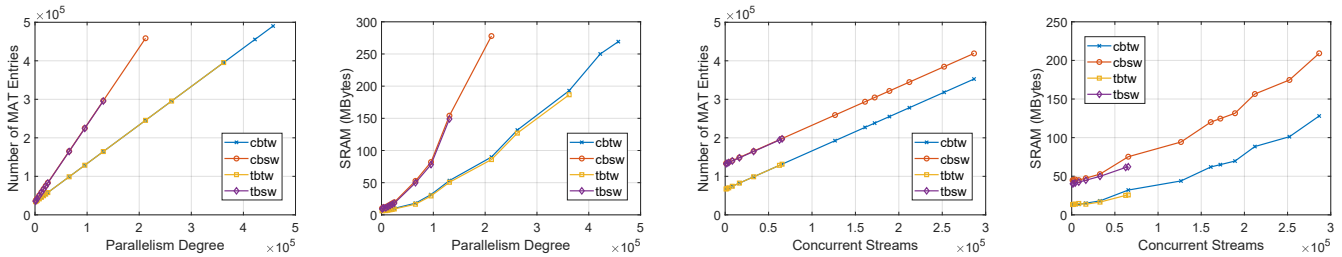 × 10^5
Number of MAT Entries
5
4
3
2
1
0
cbtw
cbsw
tbtw
tbsw
0 1 2 3 4 5
Parallelism Degree
× 10^5
SRAM (MBytes)
300
250
200
150
100
50
0
cbtw
cbsw
tbtw
tbsw
0 1 2 3 4 5
Parallelism Degree
× 10^5
× 10^5
Number of MAT Entries
5
4
3
2
1
0
cbtw
cbsw
tbtw
tbsw
0 0.5 1 1.5 2 2.5 3
Concurrent Streams
× 10^5
SRAM (MBytes)
250
200
150
100
50
0
cbtw
cbsw
tbtw
tbsw
0 0.5 1 1.5 2 2.5 3
Concurrent Streams
× 10^5